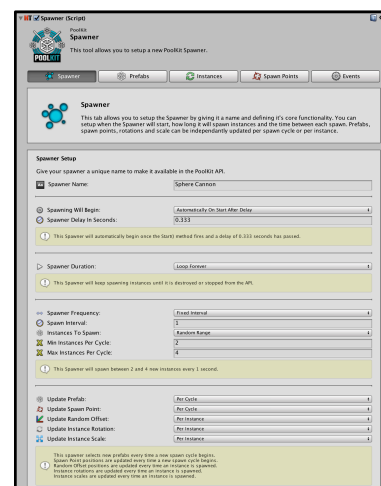 Spawner (Script)
PoolKit
Spawner
This tool allows you to setup a new PoolKit Spawner.
POOLKIT
Spawner
Prefabs
Instances
Spawn Points
Events
Spawner
This tab allows you to setup the Spawner by giving it a name and defining it's core functionality. You can
setup when the Spawner will start, how long it will spawn instances and the time between each spawn. Prefabs,
spawn points, rotations and scale can be independantly updated per spawn cycle or per instance.
Spawner Setup
Give your spawner a unique name to make it available in the PoolKit API.
Spawner Name: Sphere Cannon
Spawning Will Begin: Automatically On Start After Delay
Spawner Delay In Seconds: 0.333
This Spawner will automatically begin once the Start() method fires and a delay of 0.333 seconds has passed.
Spawner Duration: Loop Forever
This Spawner will keep spawning instances until it is destroyed or stopped from the API.
Spawner Frequency: Fixed Interval
Spawn Interval: 1
Instances To Spawn: Random Range
Min Instances Per Cycle: 2
Max Instances Per Cycle: 4
This Spawner will spawn between 2 and 4 new instances every 1 second.
Update Prefab: Per Cycle
Update Spawn Point: Per Cycle
Update Random Offset: Per Instance
Update Instance Rotation: Per Instance
Update Instance Scale: Per Instance
This spawner selects new prefabs every time a new spawn cycle begins.
Spawn Point positions are updated every time a new spawn cycle begins.
Random Offset positions are updated every time an instance is spawned.
Instance rotations are updated every time an instance is spawned.
Instance scales are updated every time an instance is spawned.